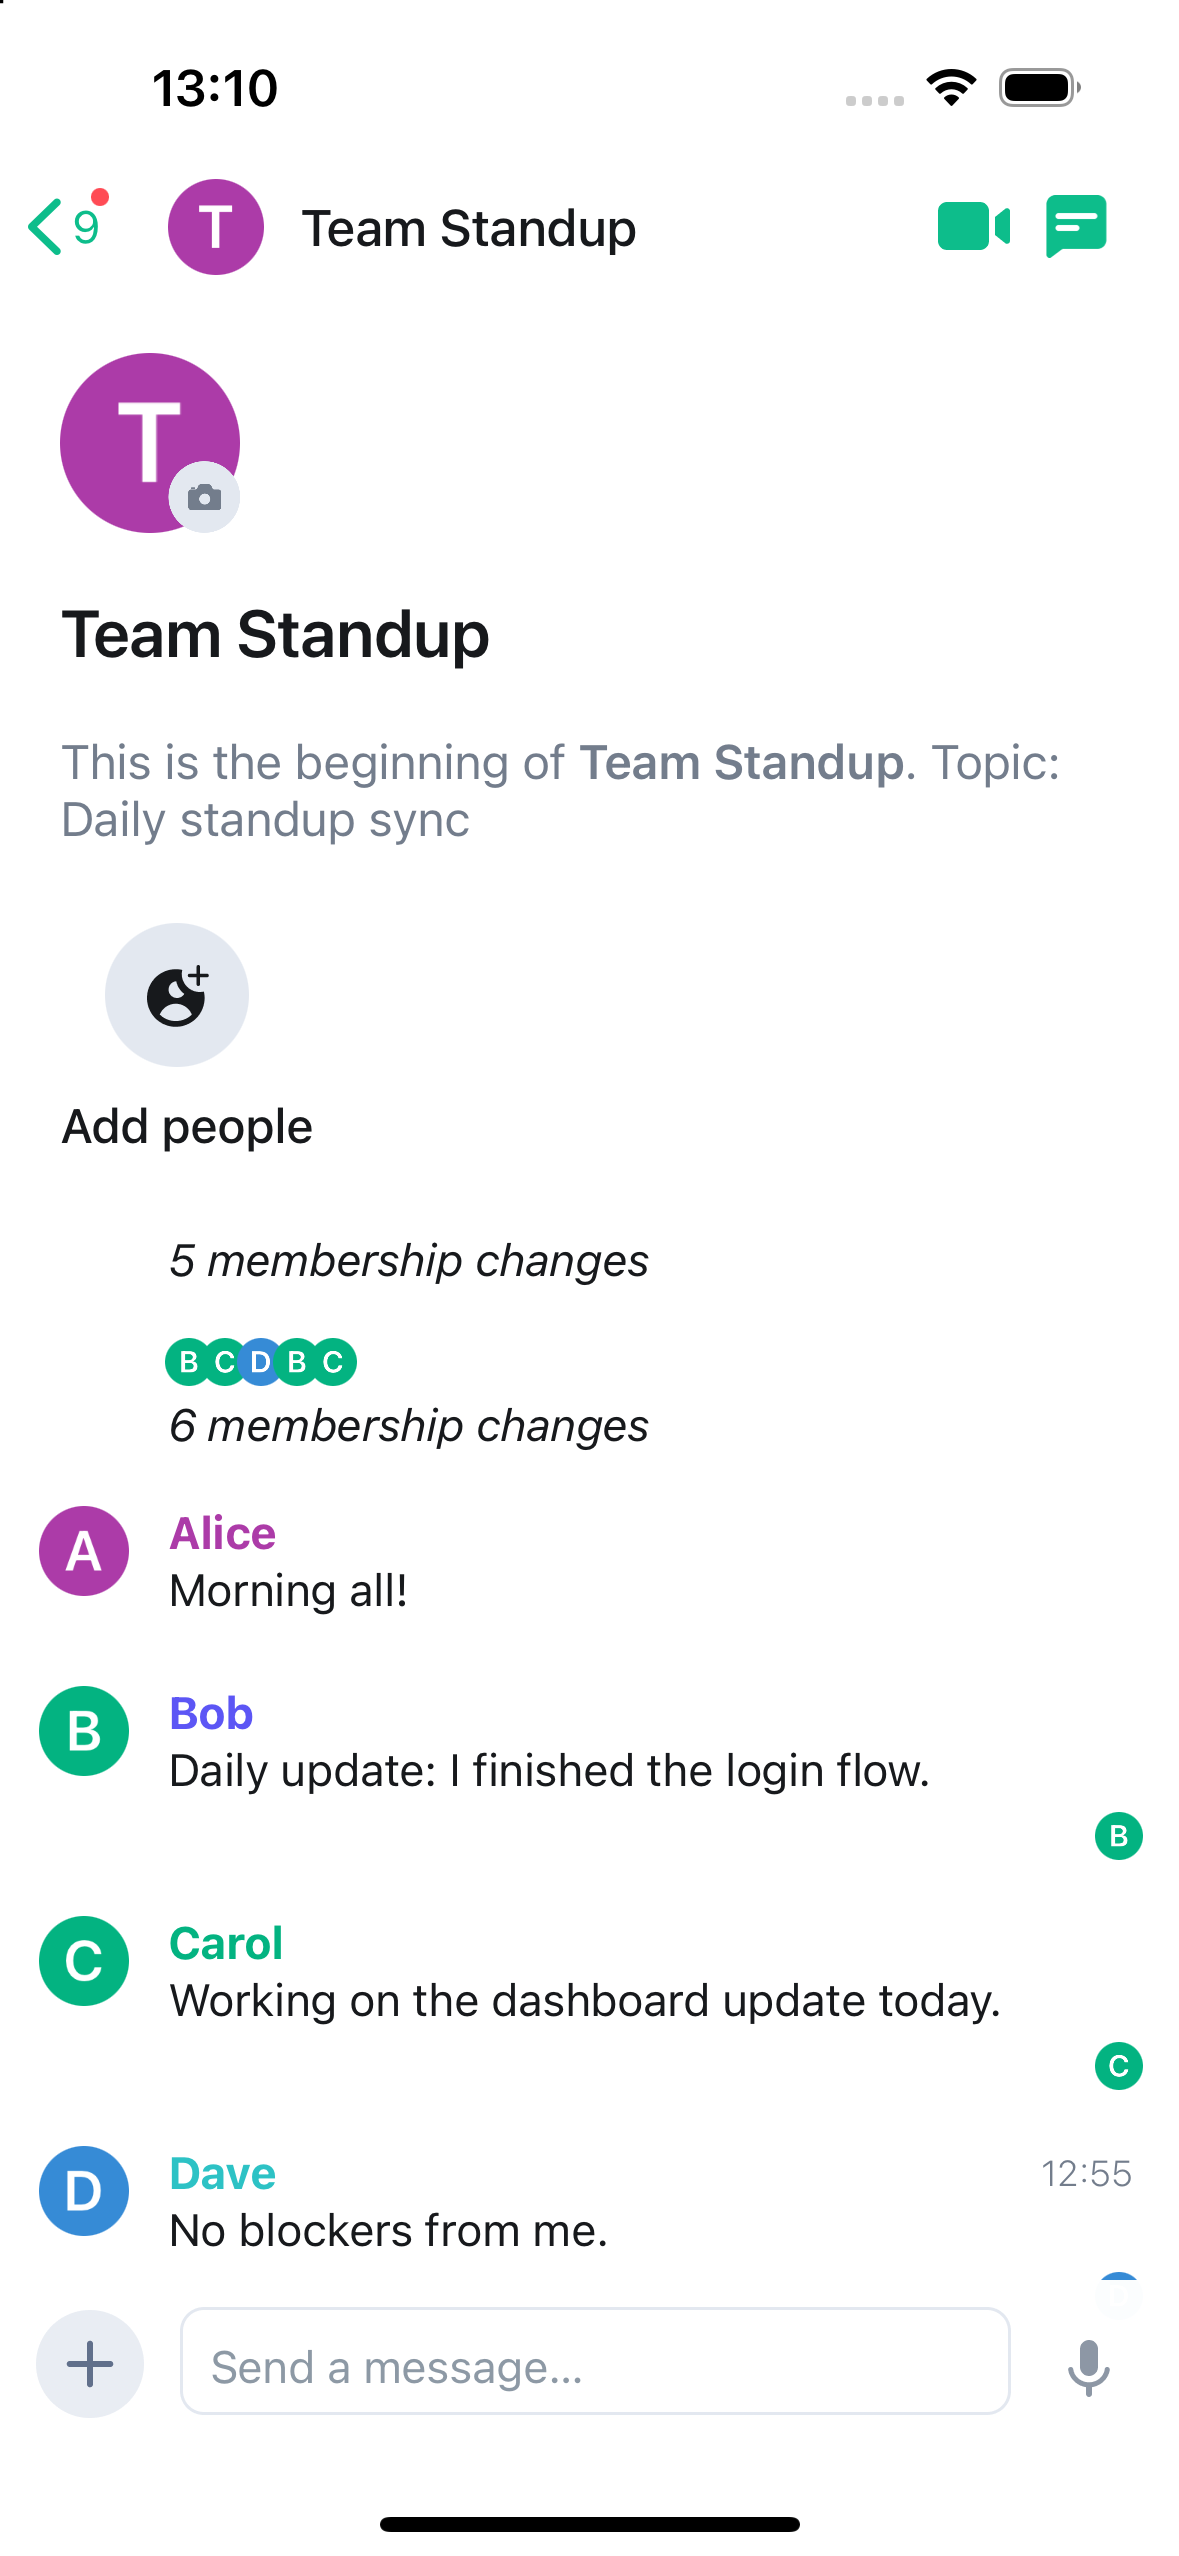 13:10
9
T
Team Standup
T
Team Standup
This is the beginning of Team Standup. Topic:
Daily standup sync
Add people
5 membership changes
B C D B C
6 membership changes
A
Alice
Morning all!
B
Bob
Daily update: I finished the login flow.
B
C
Carol
Working on the dashboard update today.
C
D
Dave
12:55
No blockers from me.
Send a message...